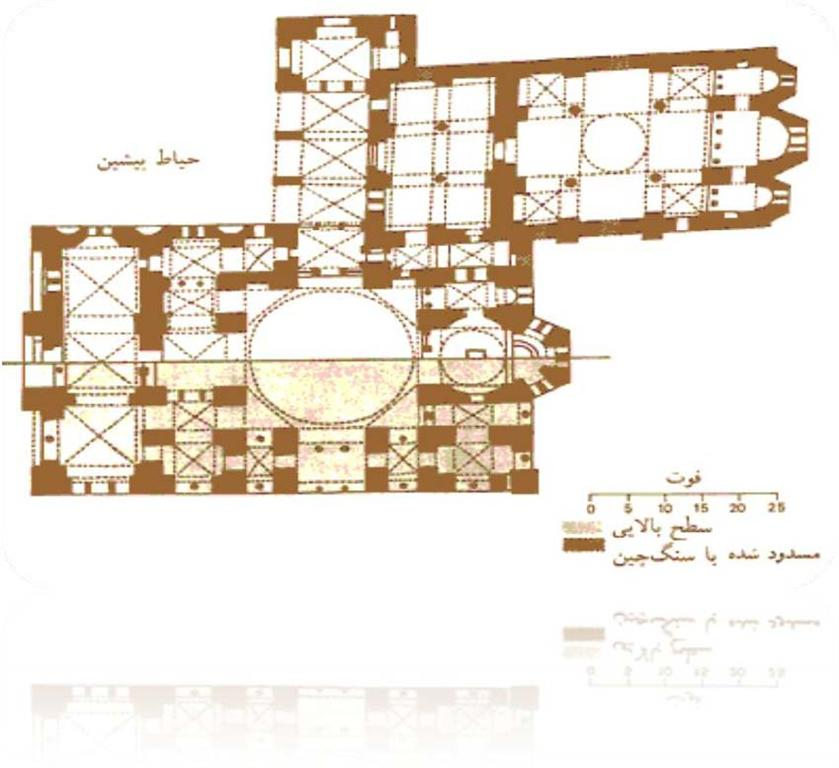 حیاط پیشین
فوت
0 5 10 15 20 25
سطح بالایی
مسدود شده با سنگ‌چین